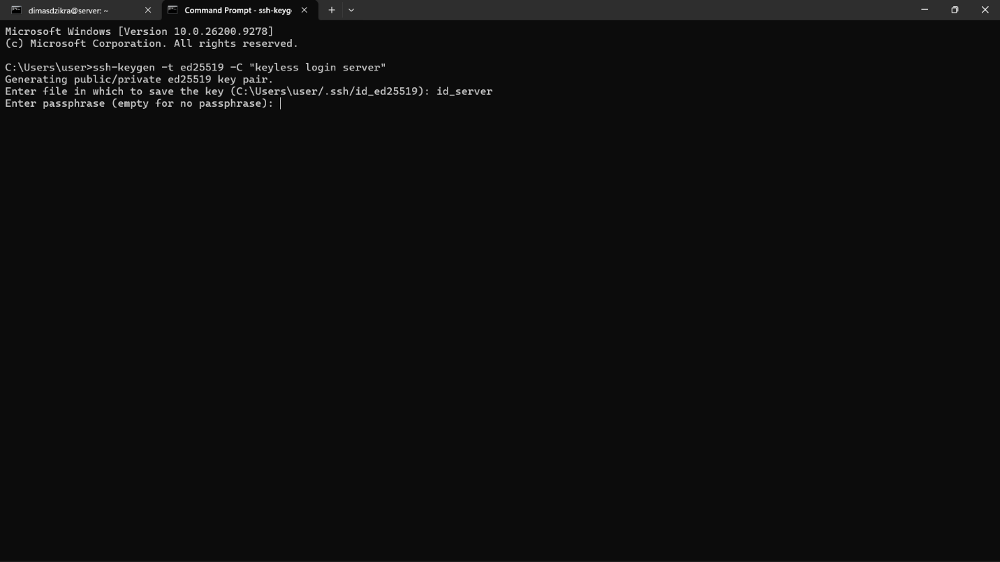 dimasdzikra@server: ~
Command Prompt - ssh-keyg
Microsoft Windows [Version 10.0.26200.9278]
(c) Microsoft Corporation. All rights reserved.
C:\Users\user>ssh-keygen -t ed25519 -C "keyless login server"
Generating public/private ed25519 key pair.
Enter file in which to save the key (C:\Users\user/.ssh/id_ed25519): id_server
Enter passphrase (empty for no passphrase):